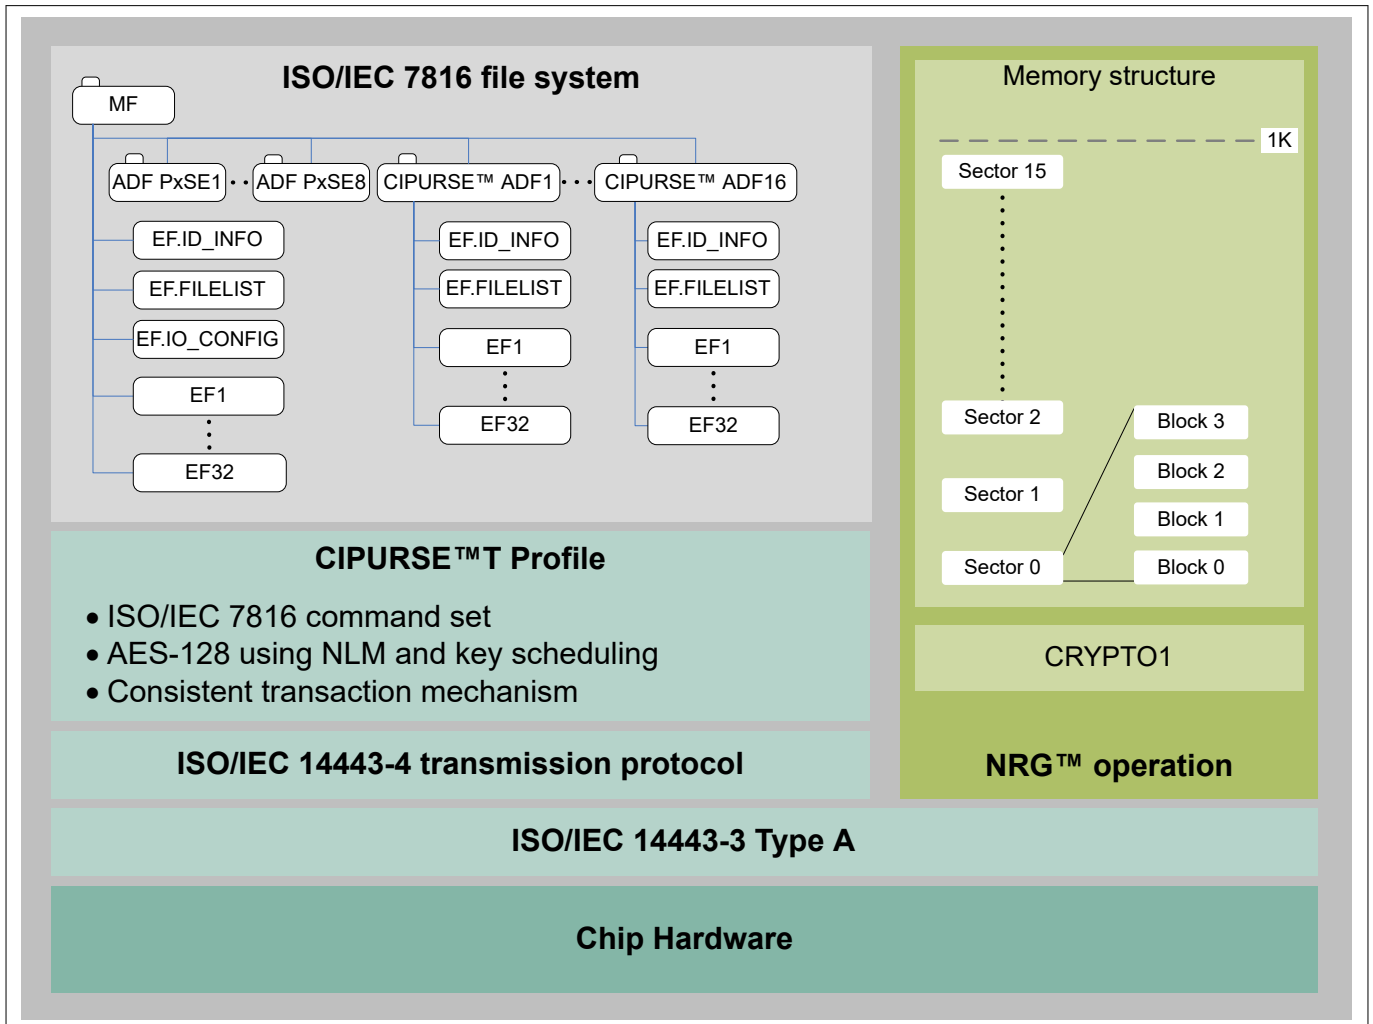 ISO/IEC 7816 file system
MF
ADF PxSE1
ADF PxSE8
CIPURSE™ ADF1
CIPURSE™ ADF16
EF.ID_INFO
EF.FILELIST
EF.IO_CONFIG
EF1
EF32
EF.ID_INFO
EF.FILELIST
EF1
EF32
EF.ID_INFO
EF.FILELIST
EF1
EF32
CIPURSE™T Profile
• ISO/IEC 7816 command set
• AES-128 using NLM and key scheduling
• Consistent transaction mechanism
ISO/IEC 14443-4 transmission protocol
Memory structure
1K
Sector 15
Sector 2
Sector 1
Sector 0
Block 3
Block 2
Block 1
Block 0
CRYPTO1
NRG™ operation
ISO/IEC 14443-3 Type A
Chip Hardware